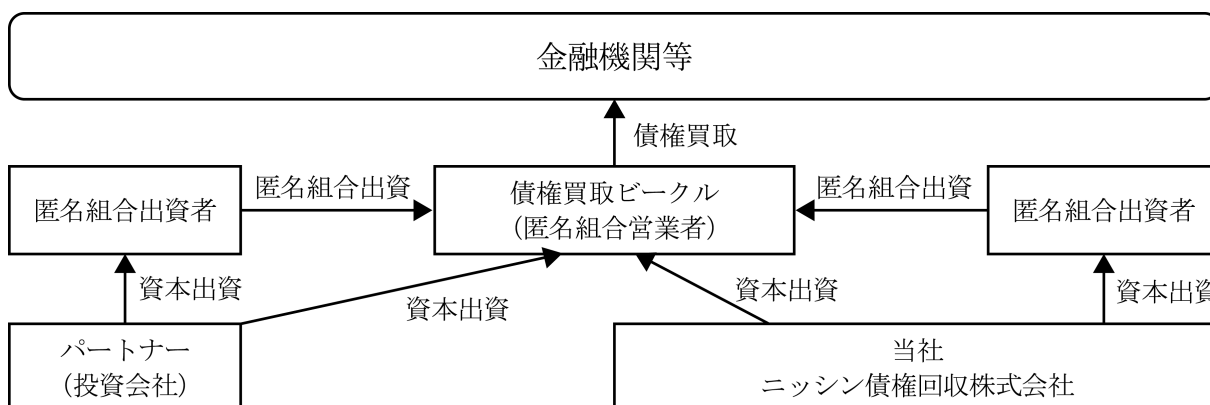 金融機関等
債権買取
匿名組合出資者
匿名組合出資
債権買取ビークル
（匿名組合営業者）
匿名組合出資
匿名組合出資者
資本出資
資本出資
資本出資
資本出資
パートナー
（投資会社）
当社
ニッシン債権回収株式会社